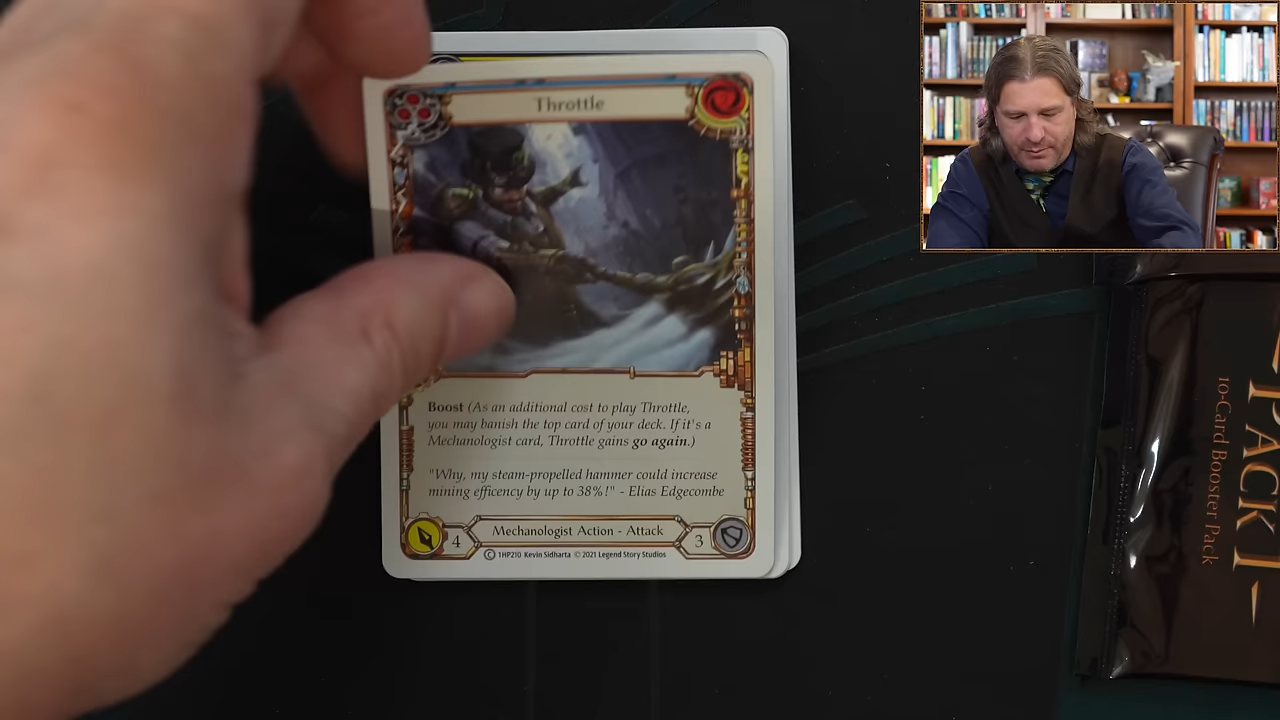 Throttle
Boost (As an additional cost to play Throttle,
you may banish the top card of your deck. If it's a
Mechanologist card, Throttle gains go again.)
"Why, my steam-propelled hammer could increase
mining efficency by up to 38%!" - Elias Edgecombe
4
Mechanologist Action - Attack
3
© 1HP210 Kevin Sidharta © 2021 Legend Story Studios
PACK 1
10-Card Booster Pack